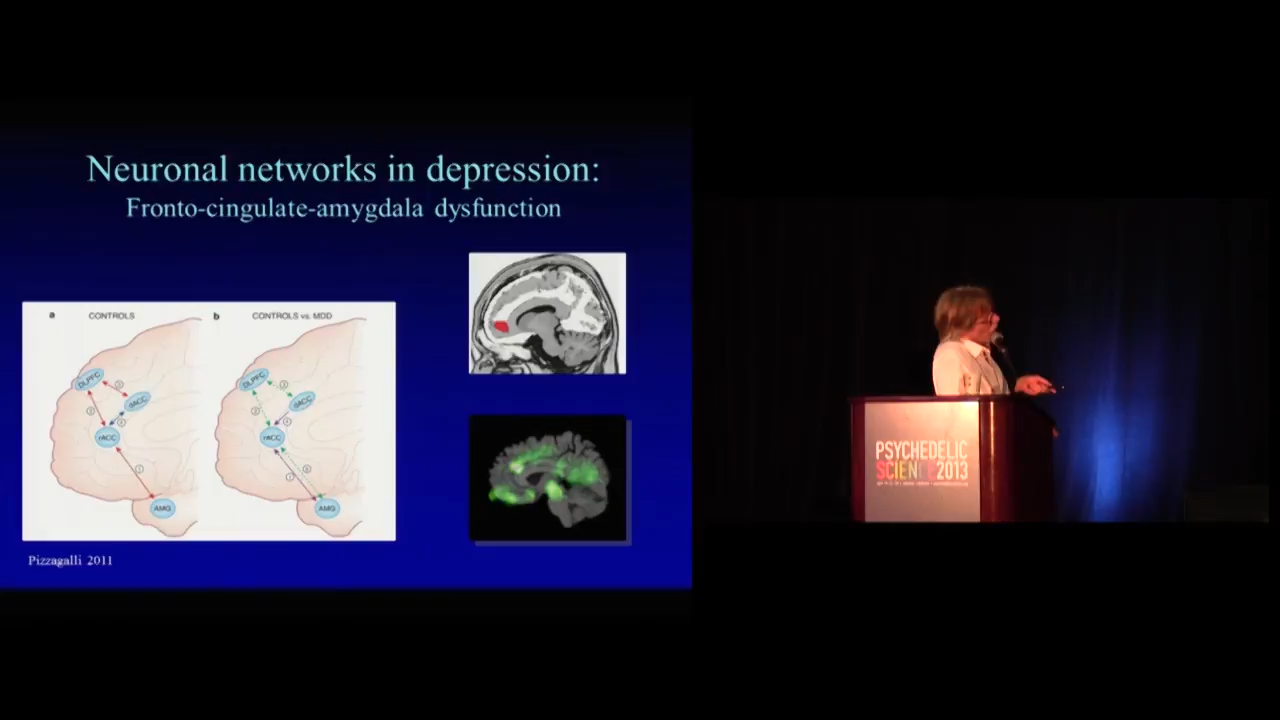 Neuronal networks in depression:
Fronto-cingulate-amygdala dysfunction
a CONTROLS
b CONTROLS vs. MDD
DLPFC
dACC
rACC
AMG
DLPFC
dACC
rACC
AMG
Pizzagalli 2011
PSYCHEDELIC
SCIENCE2013